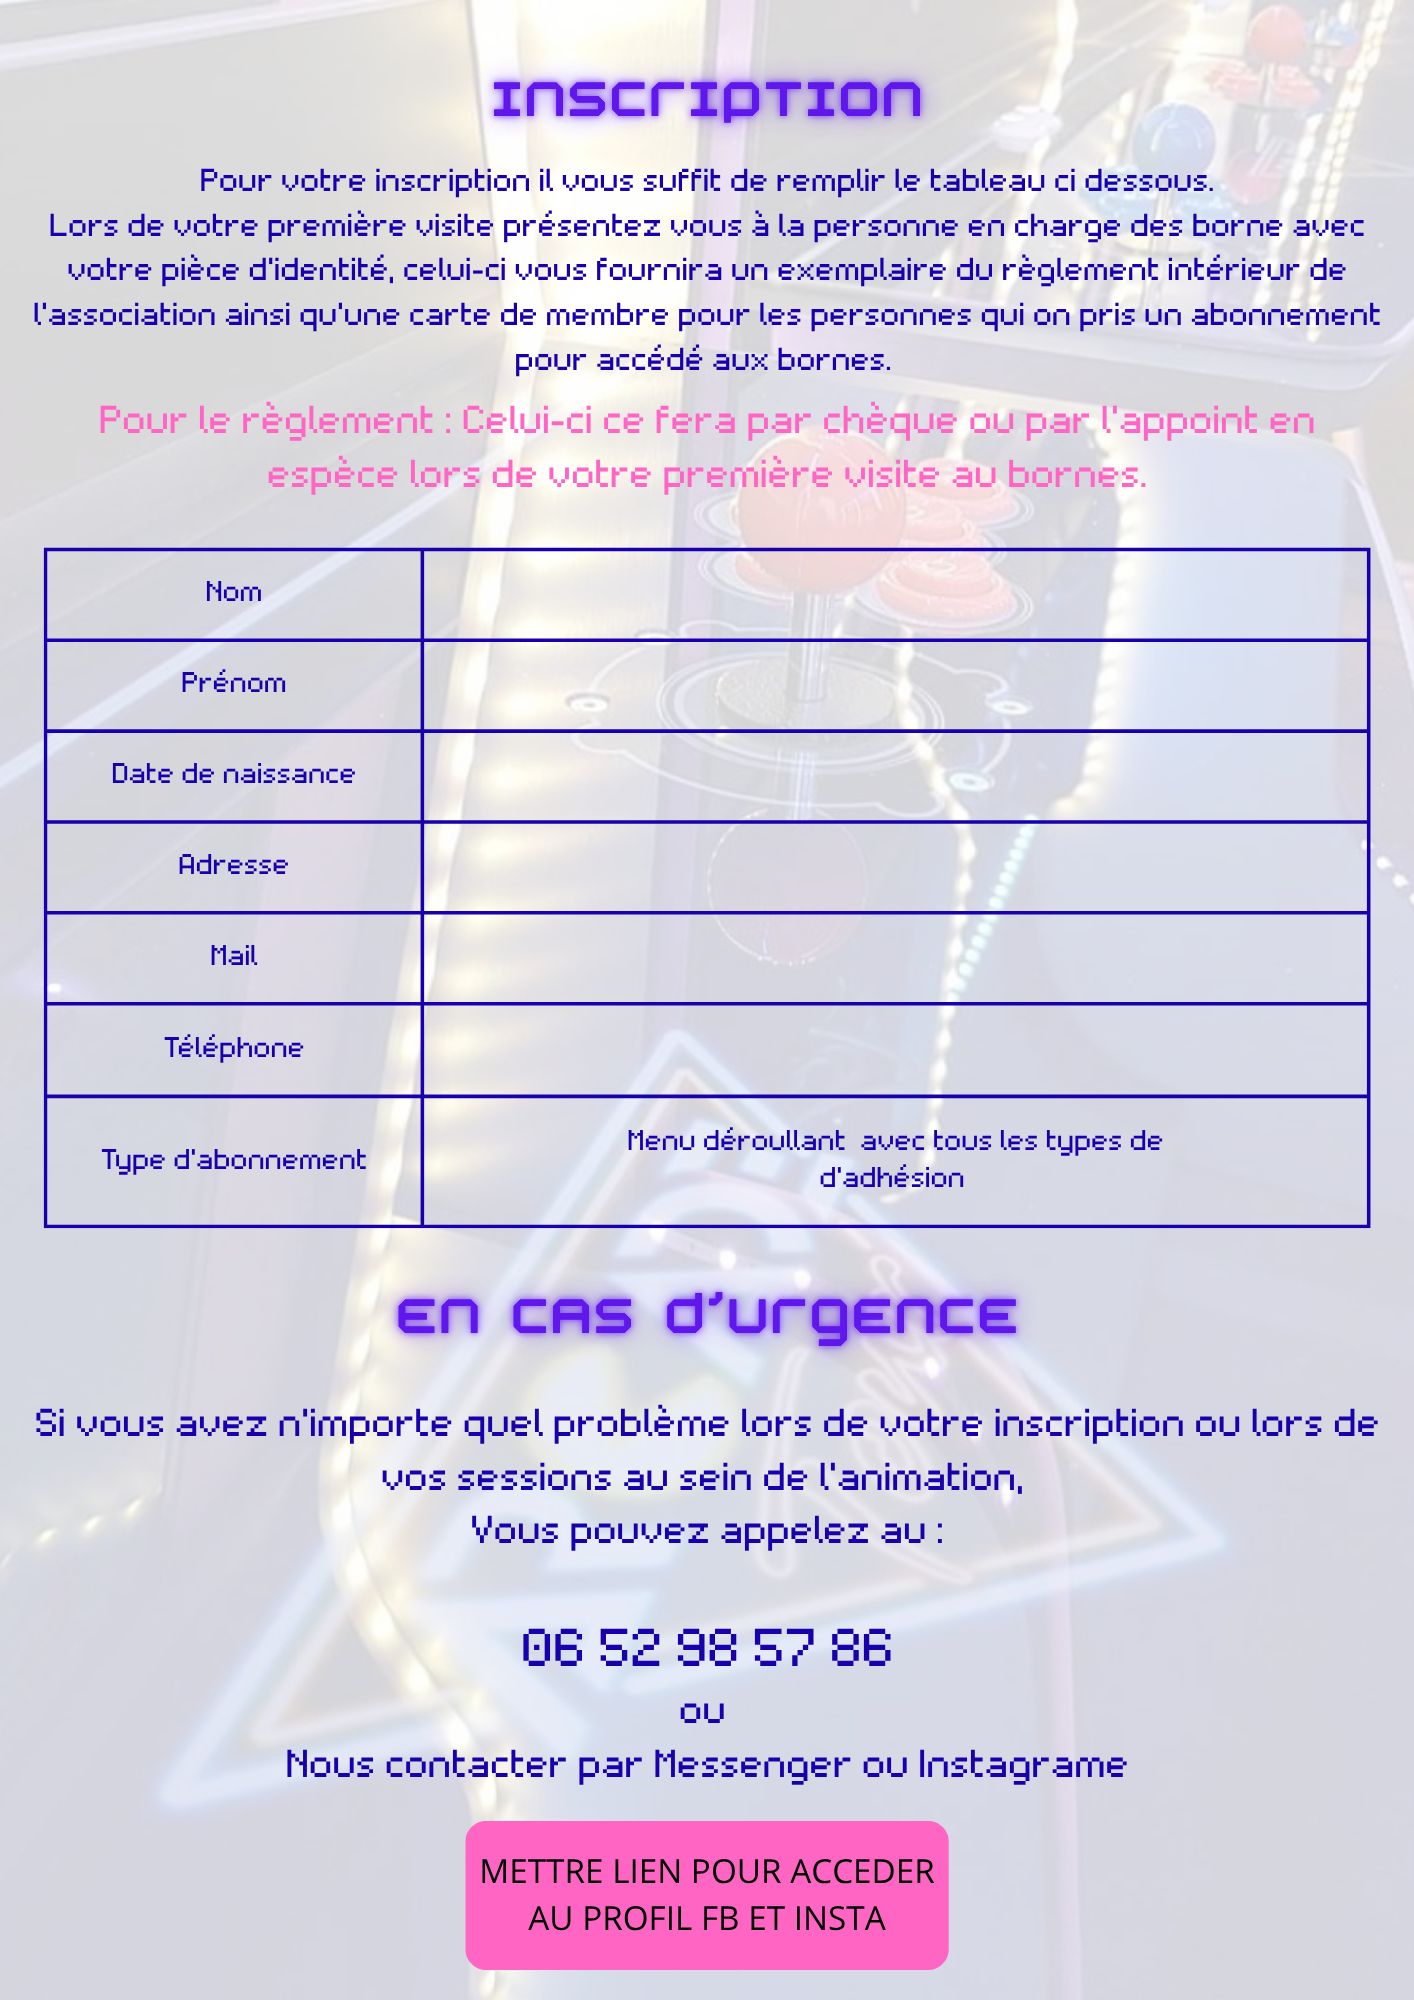 Inscription
Pour votre inscription il vous suffit de remplir le tableau ci dessous.
Lors de votre première visite présentez vous à la personne en charge des borne avec
votre pièce d'identité, celui-ci vous fournira un exemplaire du règlement intérieur de
l'association ainsi qu'une carte de membre pour les personnes qui on pris un abonnement
pour accédé aux bornes.
Pour le règlement : Celui-ci ce fera par chèque ou par l'appoint en
espèce lors de votre première visite au bornes.
Nom
Prénom
Date de naissance
Adresse
Mail
Téléphone
Type d'abonnement
Menu déroullant avec tous les types de
d'adhésion
En cas d'urgence
Si vous avez n'importe quel problème lors de votre inscription ou lors de
vos sessions au sein de l'animation,
Vous pouvez appelez au :
06 52 98 57 86
ou
Nous contacter par Messenger ou Instagrame
METTRE LIEN POUR ACCEDER
AU PROFIL FB ET INSTA